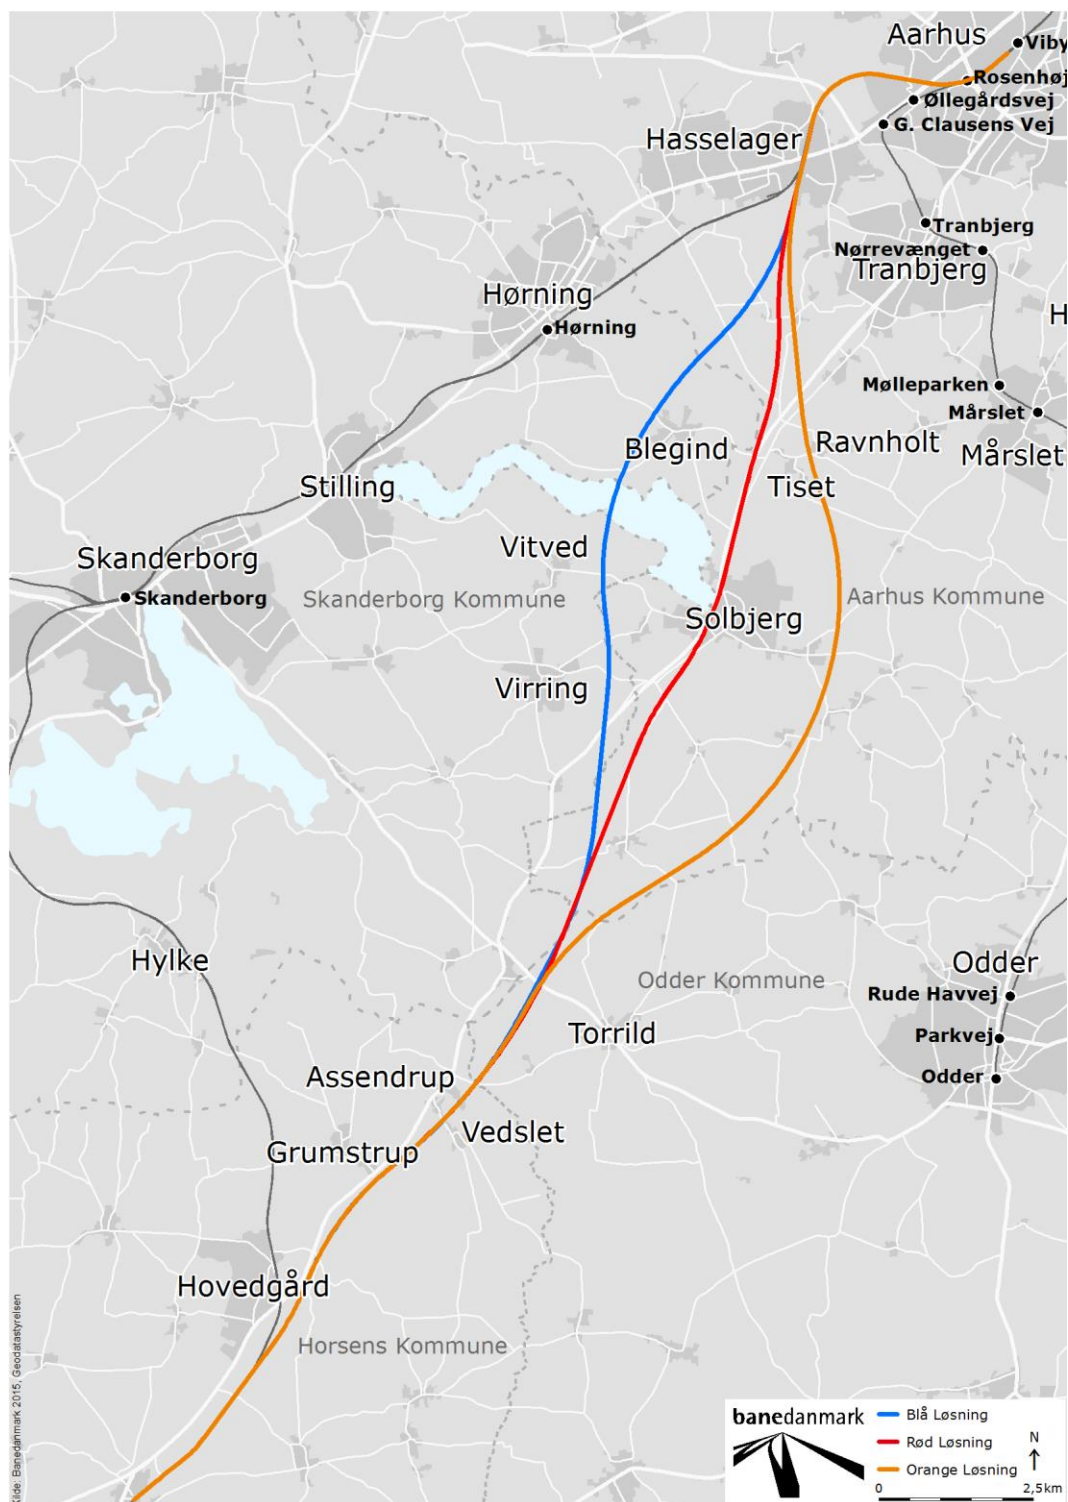 Aarhus
Viby
Rosenhøj
Øllegårdsvej
G. Clausens Vej
Hasselager
Tranbjerg
Nørrevænget
Tranbjerg
Hørning
Hørning
H
Mølleparken
Mårslet
Ravnholt
Mårslet
Blegind
Tiset
Stilling
Vitved
Skanderborg
Skanderborg
Skanderborg Kommune
Aarhus Kommune
Solbjerg
Virring
Hylke
Odder
Odder Kommune
Rude Havvej
Torrild
Parkvej
Assendrup
Odder
Vedslet
Grumstrup
Hovedgård
Horsens Kommune
Kilde: Banedanmark 2015, Geodatastyrelsen
banedanmark
Blå Løsning
Rød Løsning
Orange Løsning
N
0 2,5 km